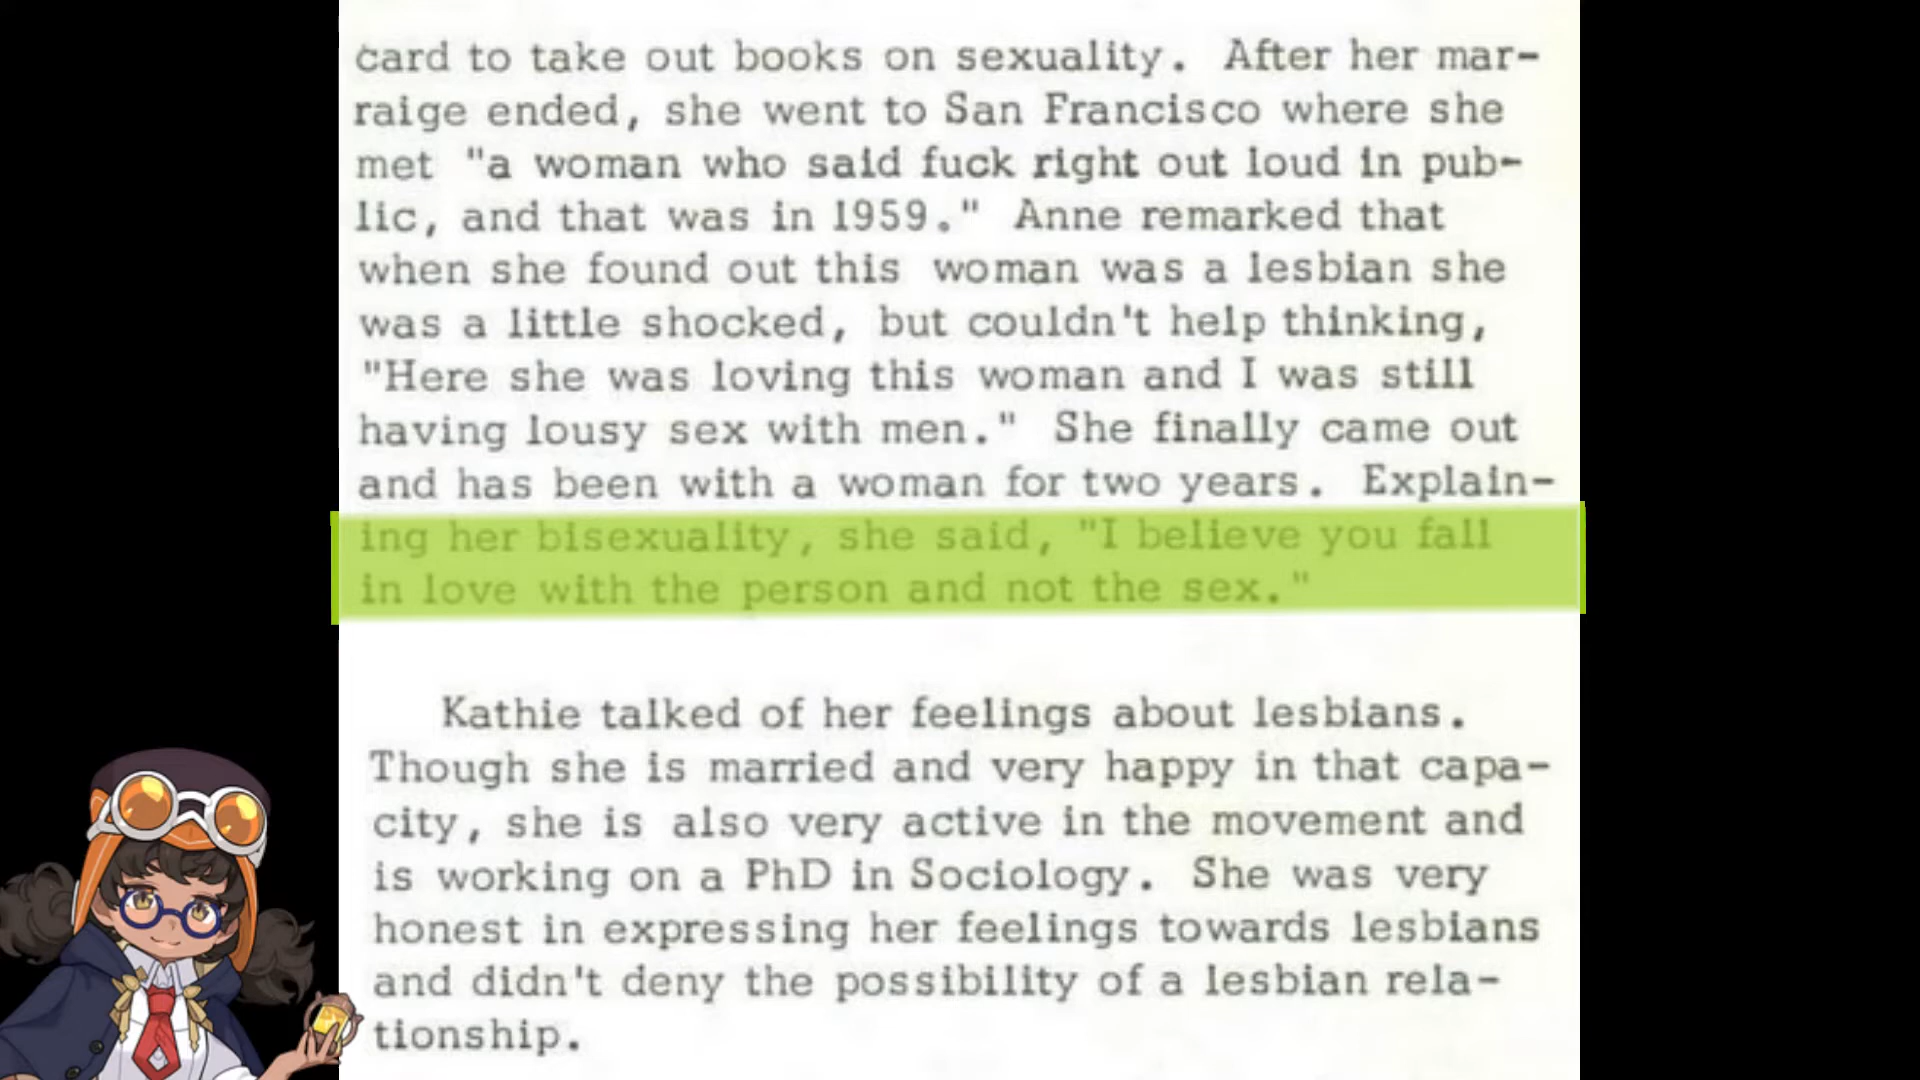 card to take out books on sexuality. After her mar-
raige ended, she went to San Francisco where she
met "a woman who said fuck right out loud in pub-
lic, and that was in 1959." Anne remarked that
when she found out this woman was a lesbian she
was a little shocked, but couldn't help thinking,
"Here she was loving this woman and I was still
having lousy sex with men." She finally came out
and has been with a woman for two years. Explain-
ing her bisexuality, she said, "I believe you fall
in love with the person and not the sex."
Kathie talked of her feelings about lesbians.
Though she is married and very happy in that capa-
city, she is also very active in the movement and
is working on a PhD in Sociology. She was very
honest in expressing her feelings towards lesbians
and didn't deny the possibility of a lesbian rela-
tionship.